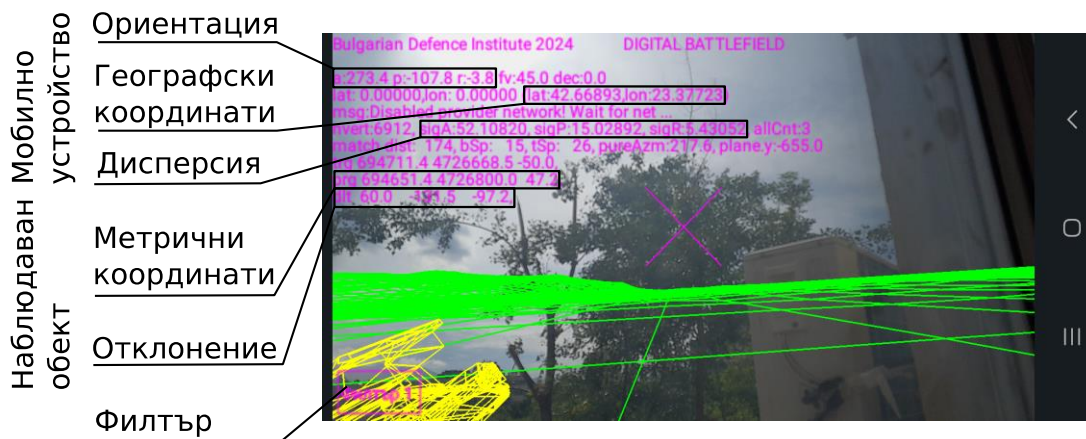 Мобилно устройство
Ориентация
Географски координати
Дисперсия
Наблюдаван обект
Метрични координати
Отклонение
Филтър
Bulgarian Defence Institute 2024 DIGITAL BATTLEFIELD
a:273.4 p:-107.8 r:-3.8 fv:45.0 dec:0.0
lat: 0.00000,lon: 0.00000 (lat:42.66893,lon:23.37723)
msg:Disabled provider network! Wait for net ...
nvert:6912, sigA:52.10820, sigP:15.02892, sigR:5.43052, allCnt:3
match dist: 174, bSp: 15, tSp: 26, pureAzm:217.6, plane.y:-655.0
694711.4 4726668.5 -50.0,
prg 694651.4 4726800.0 47.2
60.0 -97.2,